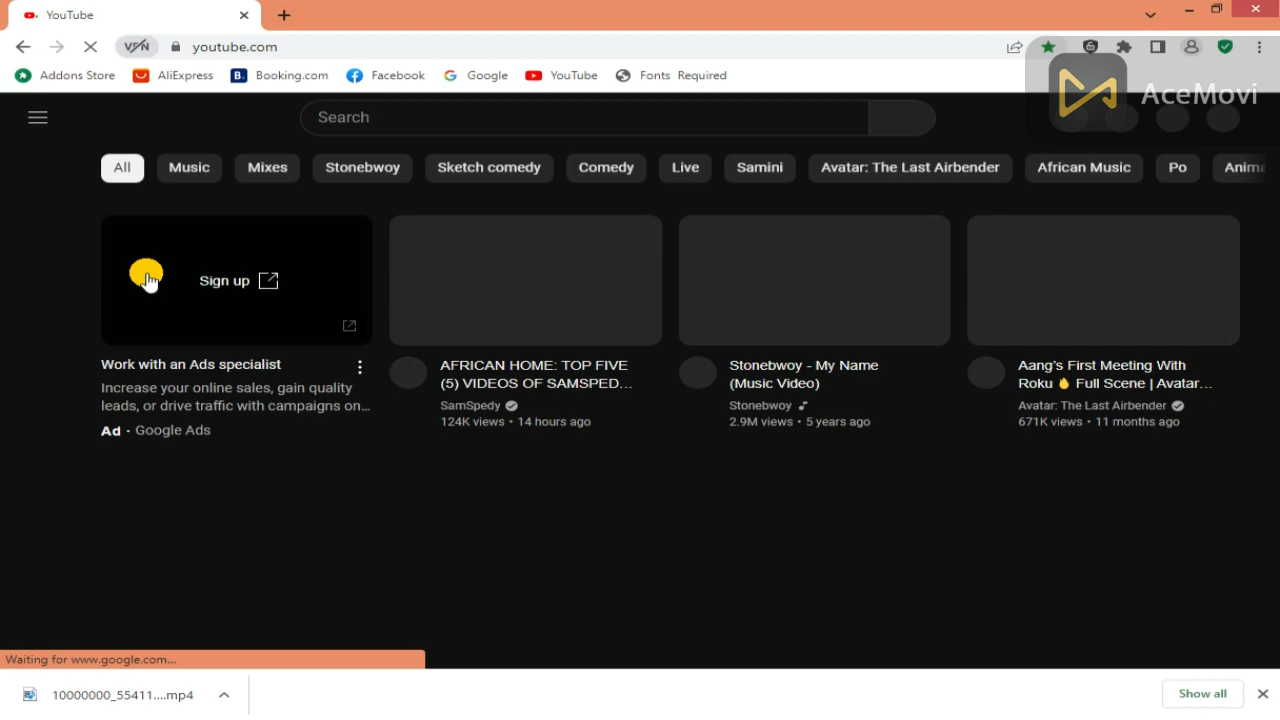 YouTube
VPN
youtube.com
Addons Store
AliExpress
B.
Booking.com
Facebook
Google
YouTube
Fonts Required
AceMovi
Search
All
Music
Mixes
Stonebwoy
Sketch comedy
Comedy
Live
Samini
Avatar: The Last Airbender
African Music
Po
Anima
Sign up
Work with an Ads specialist
Increase your online sales, gain quality
leads, or drive traffic with campaigns on...
Ad · Google Ads
AFRICAN HOME: TOP FIVE
(5) VIDEOS OF SAMSPED...
SamSpedy
124K views • 14 hours ago
Stonebwoy - My Name
(Music Video)
Stonebwoy
2.9M views • 5 years ago
Aang's First Meeting With
Roku 🔥 Full Scene | Avatar...
Avatar: The Last Airbender
671K views • 11 months ago
Waiting for www.google.com...
10000000_55411....mp4
Show all